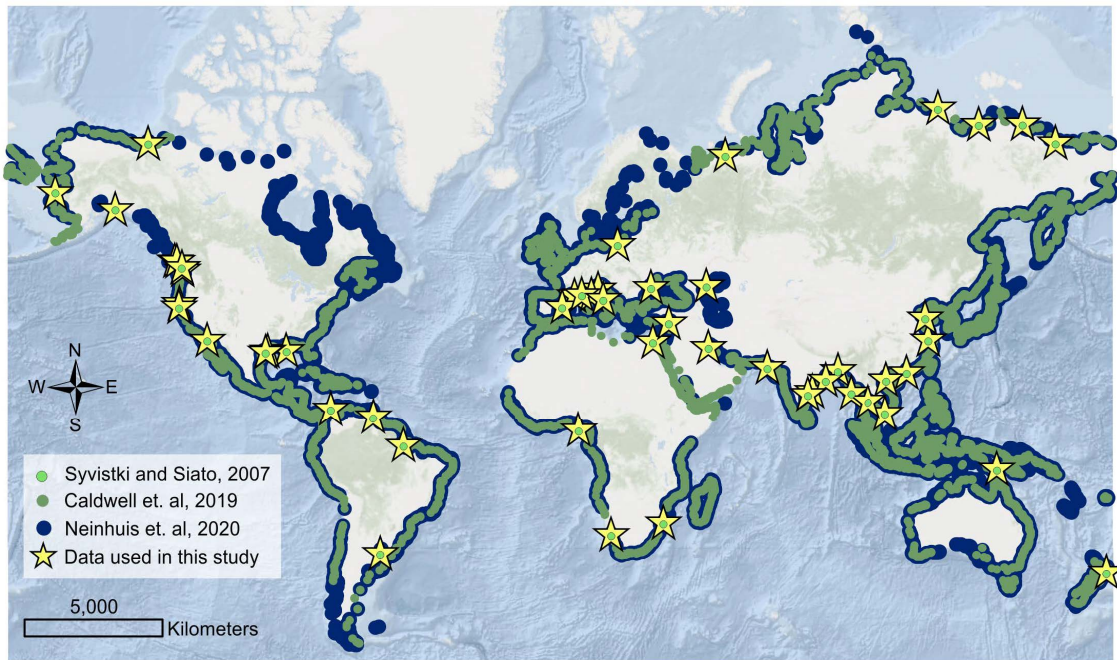 N
W E
S
Syvistki and Siato, 2007
Caldwell et. al, 2019
Neinhuis et. al, 2020
Data used in this study
5,000
Kilometers